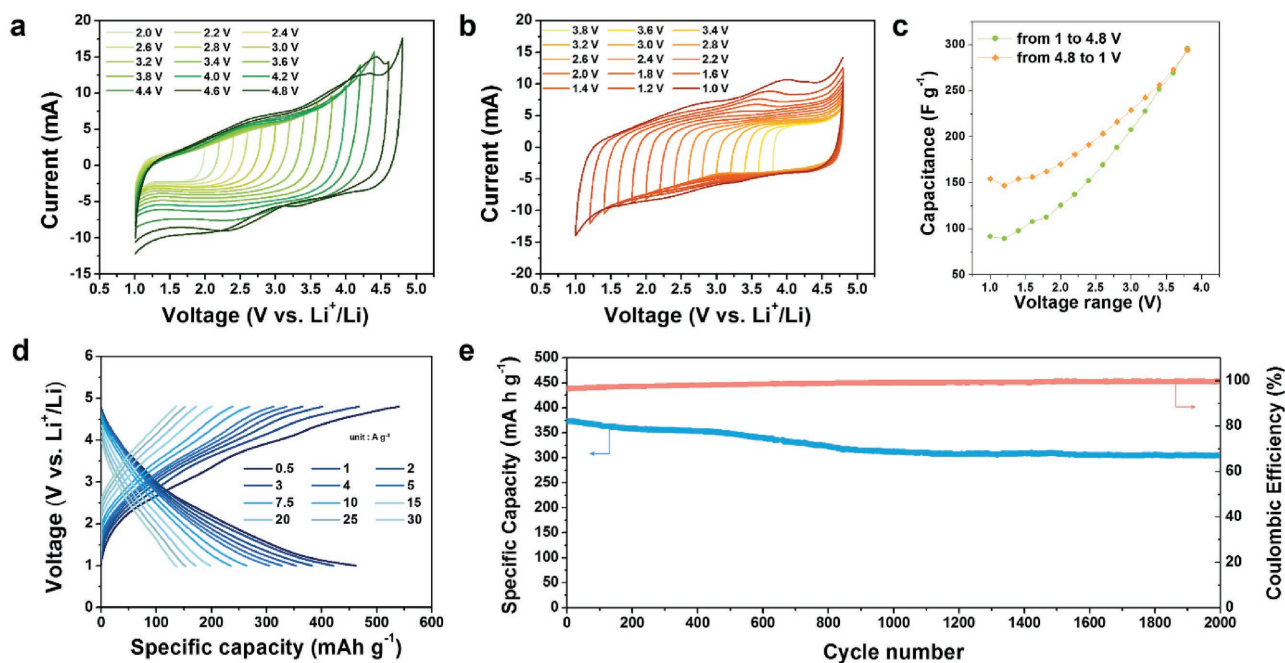 a
2.0 V 2.2 V 2.4 V
2.6 V 2.8 V 3.0 V
3.2 V 3.4 V 3.6 V
3.8 V 4.0 V 4.2 V
4.4 V 4.6 V 4.8 V
20
15
10
5
0
-5
-10
-15
Current (mA)
0.5 1.0 1.5 2.0 2.5 3.0 3.5 4.0 4.5 5.0
Voltage (V vs. Li⁺/Li)
b
3.8 V 3.6 V 3.4 V
3.2 V 3.0 V 2.8 V
2.6 V 2.4 V 2.2 V
2.0 V 1.8 V 1.6 V
1.4 V 1.2 V 1.0 V
20
15
10
5
0
-5
-10
-15
-20
Current (mA)
0.5 1.0 1.5 2.0 2.5 3.0 3.5 4.0 4.5 5.0
Voltage (V vs. Li⁺/Li)
c
from 1 to 4.8 V
from 4.8 to 1 V
300
250
200
150
100
50
Capacitance (F g⁻¹)
1.0 1.5 2.0 2.5 3.0 3.5 4.0
Voltage range (V)
d
6
5
4
3
2
1
0
Voltage (V vs. Li⁺/Li)
unit : A g⁻¹
0.5 1 2
3 4 5
7.5 10 15
20 25 30
0 100 200 300 400 500 600
Specific capacity (mAh g⁻¹)
e
500
450
400
350
300
250
200
150
100
50
0
Specific Capacity (mA h g⁻¹)
100
80
60
40
20
0
Coulombic Efficiency (%)
0 200 400 600 800 1000 1200 1400 1600 1800 2000
Cycle number